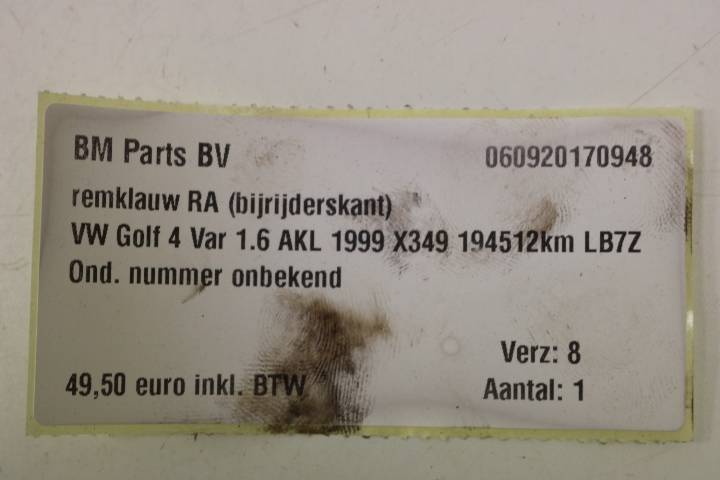 BM Parts BV 060920170948
remklauw RA (bijrijderskant)
VW Golf 4 Var 1.6 AKL 1999 X349 194512km LB7Z
Ond. nummer onbekend
Verz: 8
49,50 euro inkl. BTW Aantal: 1